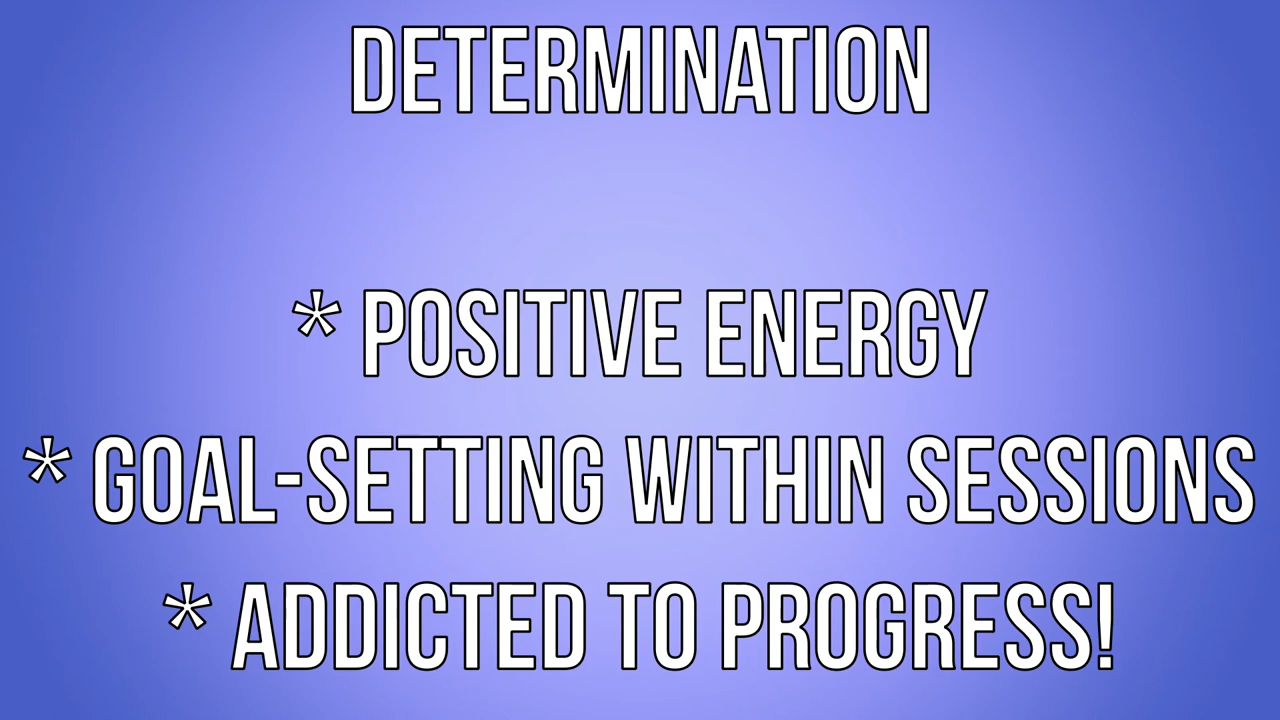 DETERMINATION
* POSITIVE ENERGY
* GOAL-SETTING WITHIN SESSIONS
* ADDICTED TO PROGRESS!